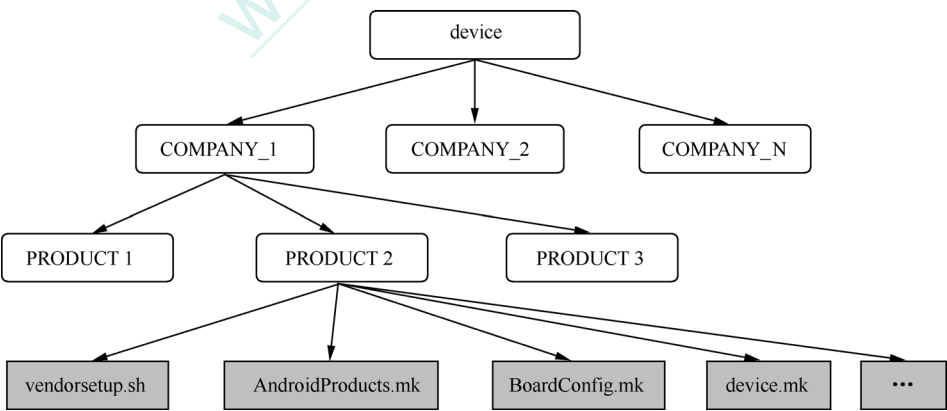 device
COMPANY_1
COMPANY_2
COMPANY_N
PRODUCT 1
PRODUCT 2
PRODUCT 3
vendorsetup.sh
AndroidProducts.mk
BoardConfig.mk
device.mk
...